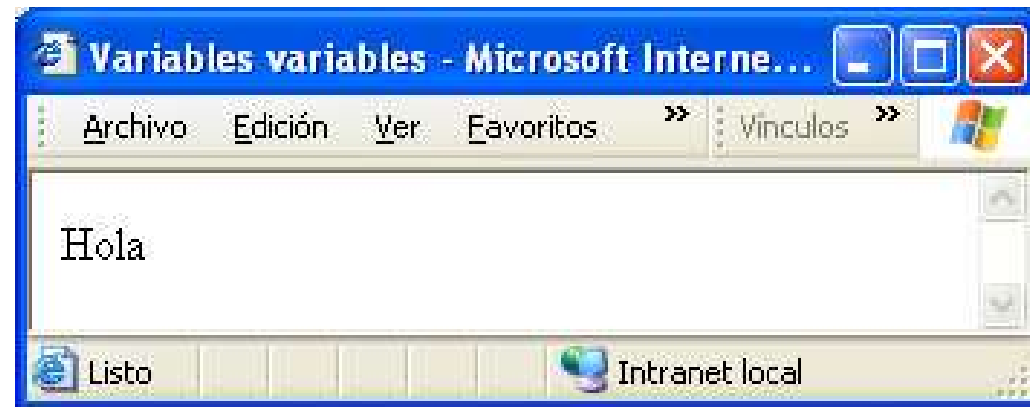 Variables variables - Microsoft Interne...
Archivo Edición Ver Favoritos » Vínculos »
Hola
Listo Intranet local